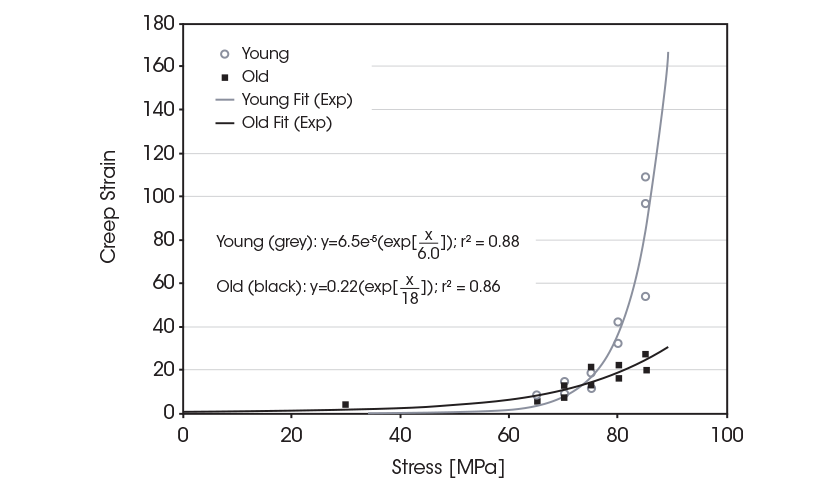 180
160
140
120
100
80
60
40
20
0
Creep Strain
Young
Old
Young Fit (Exp)
Old Fit (Exp)
Young (grey): y=6.5e⁻⁵(exp[x/6.0]); r² = 0.88
Old (black): y=0.22(exp[x/18]); r² = 0.86
0 20 40 60 80 100
Stress [MPa]